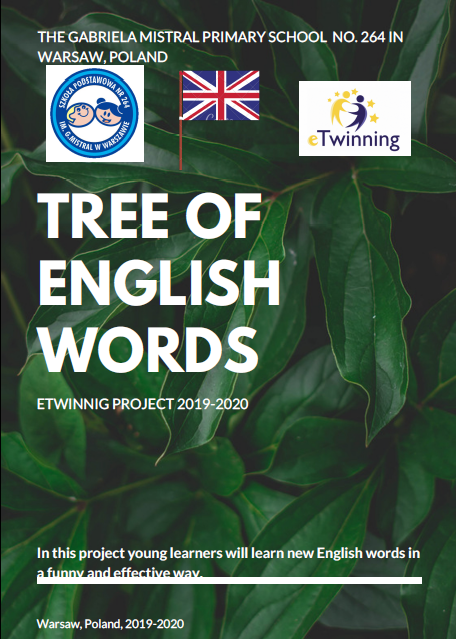 THE GABRIELA MISTRAL PRIMARY SCHOOL NO. 264 IN
WARSAW, POLAND
SZKOŁA PODSTAWOWA NR 264
IM. G. MISTRAL W WARSZAWIE
eTwinning
TREE OF
ENGLISH
WORDS
ETWINNIG PROJECT 2019-2020
In this project young learners will learn new English words in
a funny and effective way.
Warsaw, Poland, 2019-2020